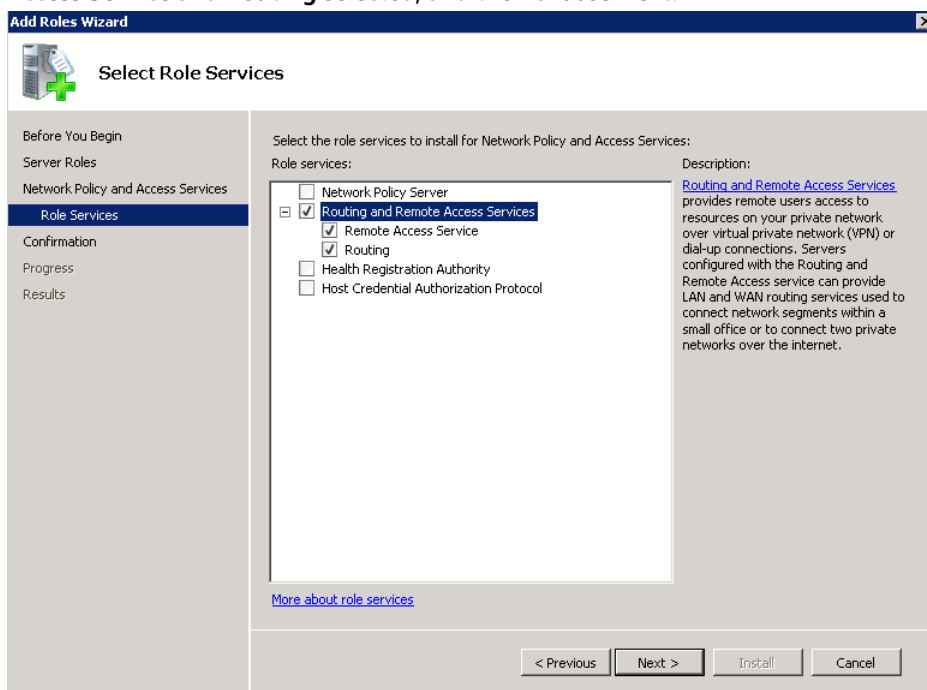 Add Roles Wizard
Select Role Services
Before You Begin
Server Roles
Network Policy and Access Services
Role Services
Confirmation
Progress
Results
Select the role services to install for Network Policy and Access Services:
Role services:
Network Policy Server
Routing and Remote Access Services
Remote Access Service
Routing
Health Registration Authority
Host Credential Authorization Protocol
More about role services
Description:
Routing and Remote Access Services
provides remote users access to
resources on your private network
over virtual private network (VPN) or
dial-up connections. Servers
configured with the Routing and
Remote Access service can provide
LAN and WAN routing services used to
connect network segments within a
small office or to connect two private
networks over the internet.
< Previous
Next >
Install
Cancel